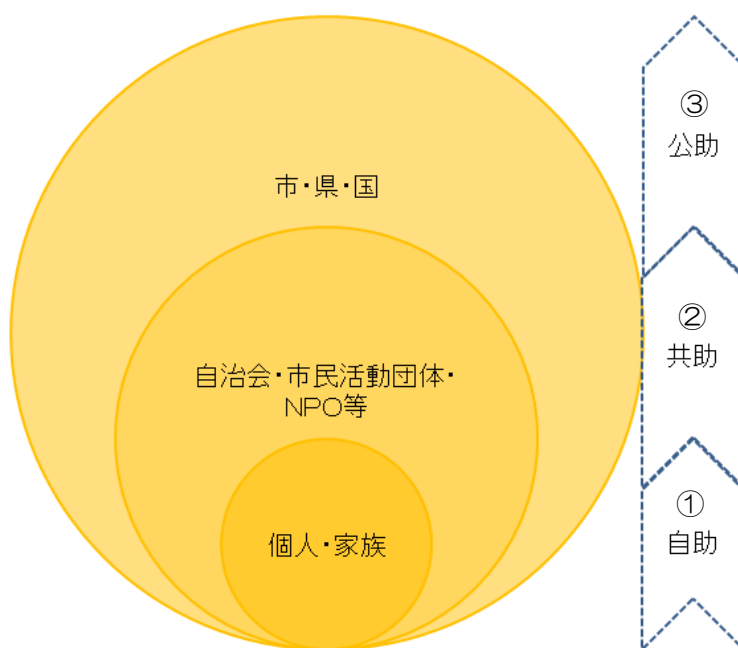 ③
公助
市・県・国
②
共助
自治会・市民活動団体・
NPO等
①
自助
個人・家族